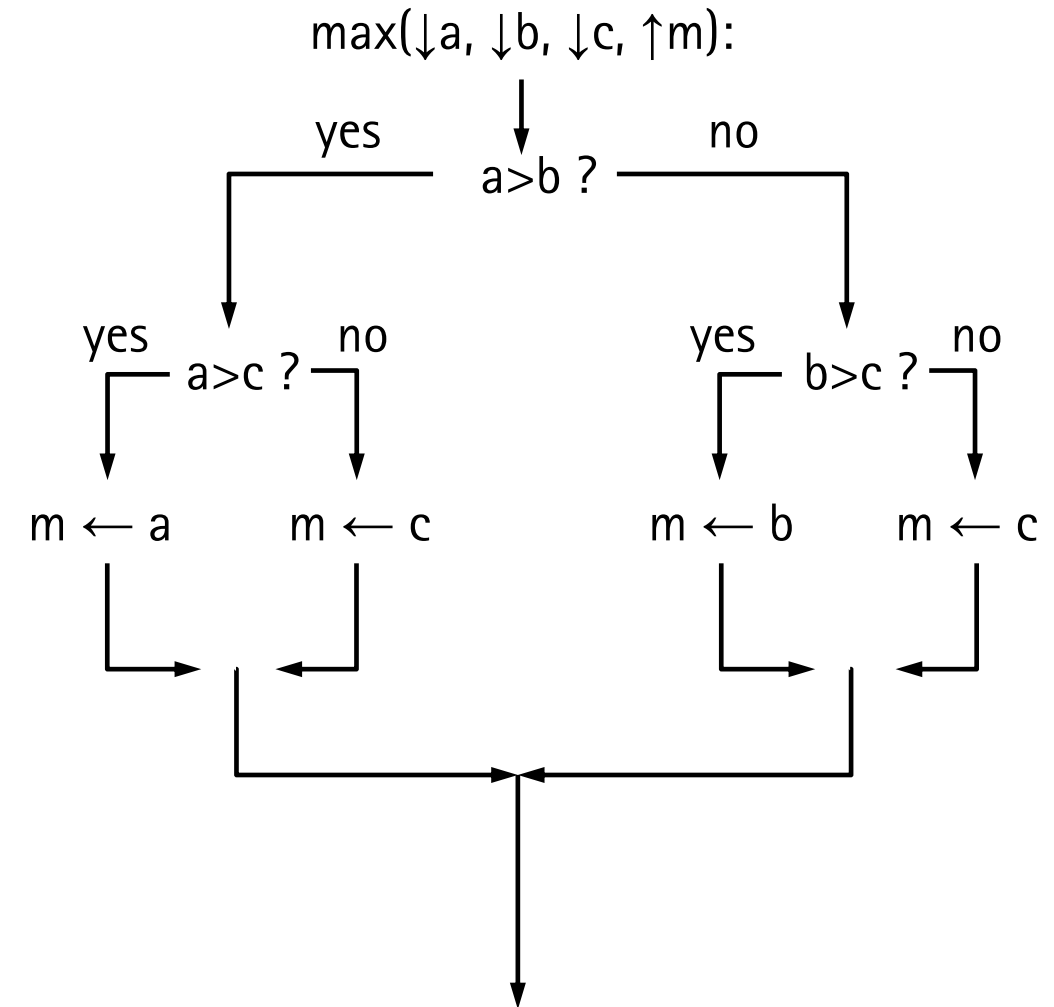 max(↓a, ↓b, ↓c, ↑m):
yes no
a>b ?
yes no yes no
a>c ? b>c ?
m ← a m ← c m ← b m ← c